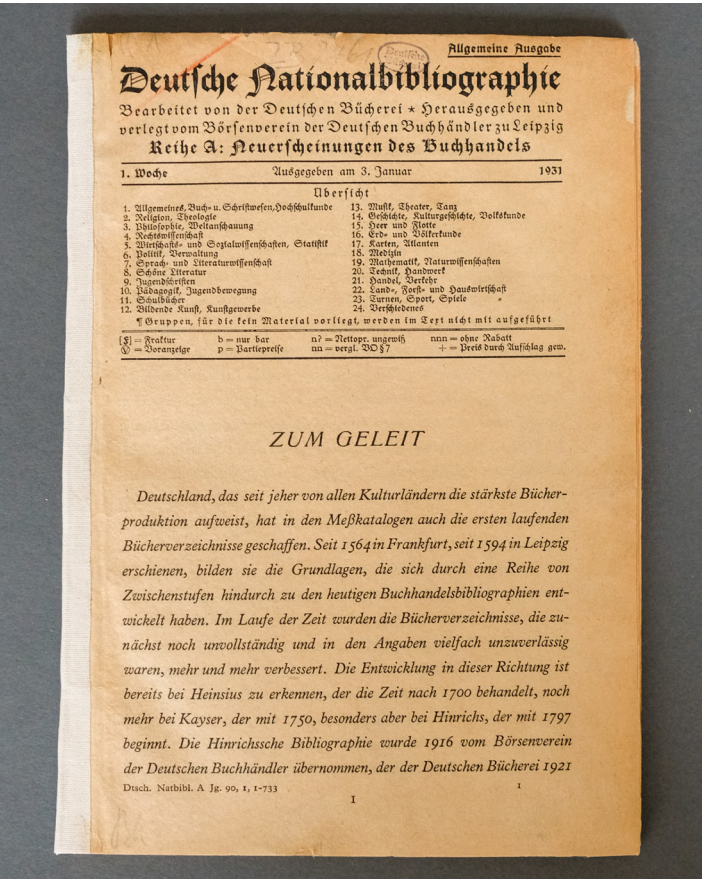 Allgemeine Ausgabe
Deutsche Nationalbibliographie
Bearbeitet von der Deutschen Bücherei ★ Herausgegeben und
verlegt vom Börsenverein der Deutschen Buchhändler zu Leipzig
Reihe A: Neuerscheinungen des Buchhandels
1. Woche Ausgegeben am 3. Januar 1931
Übersicht
1. Allgemeines, Buch- u. Schriftwesen, Hochschulkunde
2. Religion, Theologie
3. Philosophie, Weltanschauung
4. Rechtswissenschaft
5. Wirtschafts- und Sozialwissenschaften, Statistik
6. Politik, Verwaltung
7. Sprach- und Literaturwissenschaft
8. Schöne Literatur
9. Jugendschriften
10. Pädagogik, Jugendbewegung
11. Schulbücher
12. Bildende Kunst, Kunstgewerbe
13. Musik, Theater, Tanz
14. Geschichte, Kulturgeschichte, Volkskunde
15. Heer und Flotte
16. Erd- und Völkerkunde
17. Karten, Atlanten
18. Medizin
19. Mathematik, Naturwissenschaften
20. Technik, Handwerk
21. Handel, Verkehr
22. Land-, Forst- und Hauswirtschaft
23. Turnen, Sport, Spiele
24. Verschiedenes
¶ Gruppen, für die kein Material vorliegt, werden im Text nicht mit aufgeführt
[F] = Fraktur b = nur bar n? = Nettopr. ungewiß nnn = ohne Rabatt
Ⓥ = Voranzeige p = Partiepreise nn = vergl. VO § 7 + = Preis durch Aufschlag gew.
ZUM GELEIT
Deutschland, das seit jeher von allen Kulturländern die stärkste Bücher-
produktion aufweist, hat in den Meßkatalogen auch die ersten laufenden
Bücherverzeichnisse geschaffen. Seit 1564 in Frankfurt, seit 1594 in Leipzig
erschienen, bilden sie die Grundlagen, die sich durch eine Reihe von
Zwischenstufen hindurch zu den heutigen Buchhandelsbibliographien ent-
wickelt haben. Im Laufe der Zeit wurden die Bücherverzeichnisse, die zu-
nächst noch unvollständig und in den Angaben vielfach unzuverlässig
waren, mehr und mehr verbessert. Die Entwicklung in dieser Richtung ist
bereits bei Heinsius zu erkennen, der die Zeit nach 1700 behandelt, noch
mehr bei Kayser, der mit 1750, besonders aber bei Hinrichs, der mit 1797
beginnt. Die Hinrichssche Bibliographie wurde 1916 vom Börsenverein
der Deutschen Buchhändler übernommen, der der Deutschen Bücherei 1921
Dtsch. Natbibl. A Jg. 90, 1, 1-733 1
1